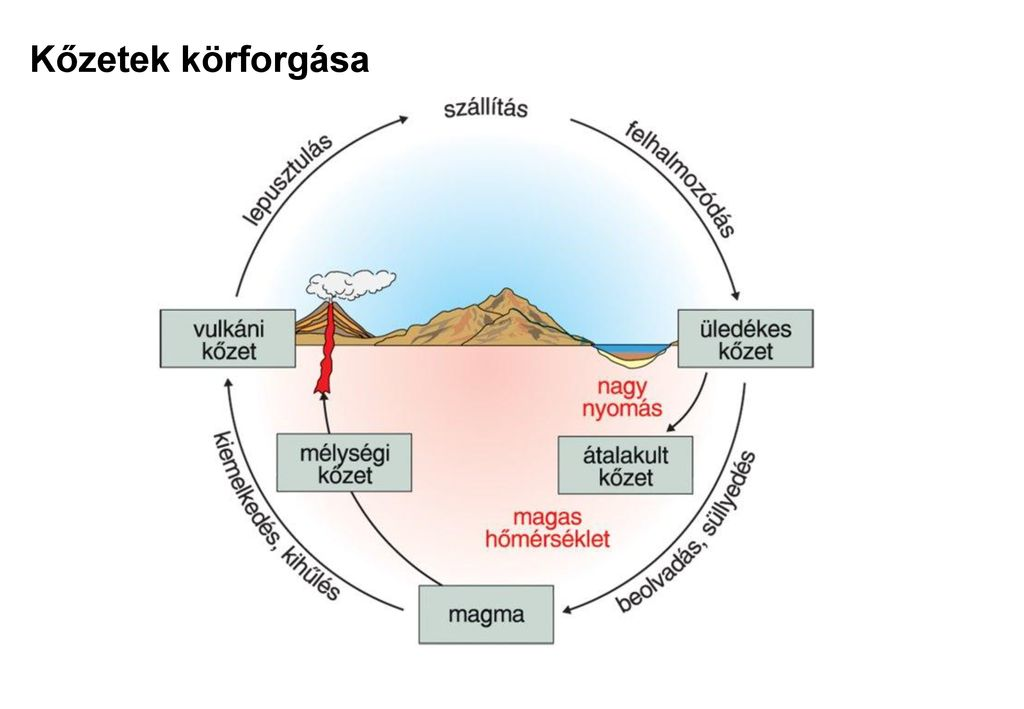 Kőzetek körforgása
szállítás
lepusztulás
felhalmozódás
vulkáni
kőzet
üledékes
kőzet
nagy
nyomás
mélységi
kőzet
átalakult
kőzet
magas
hőmérséklet
kiemelkedés, kihűlés
beolvadás, süllyedés
magma